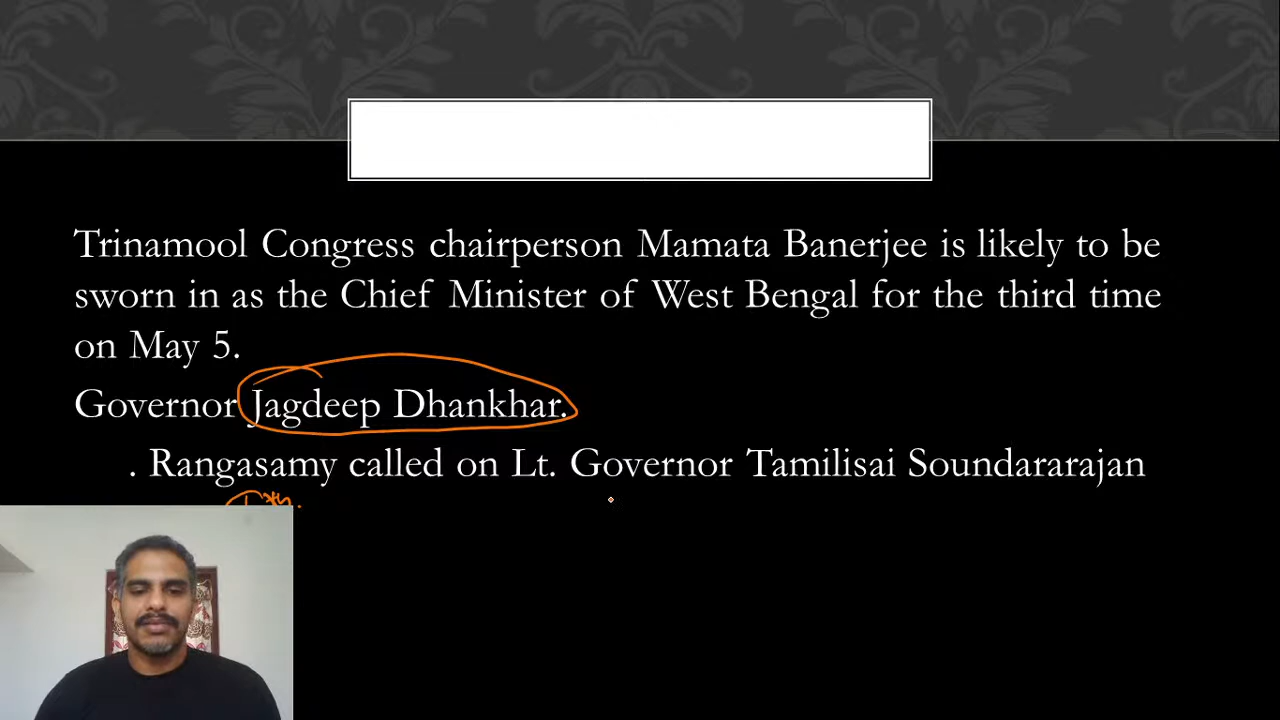 Trinamool Congress chairperson Mamata Banerjee is likely to be
sworn in as the Chief Minister of West Bengal for the third time
on May 5.
Governor Jagdeep Dhankhar.
. Rangasamy called on Lt. Governor Tamilisai Soundararajan